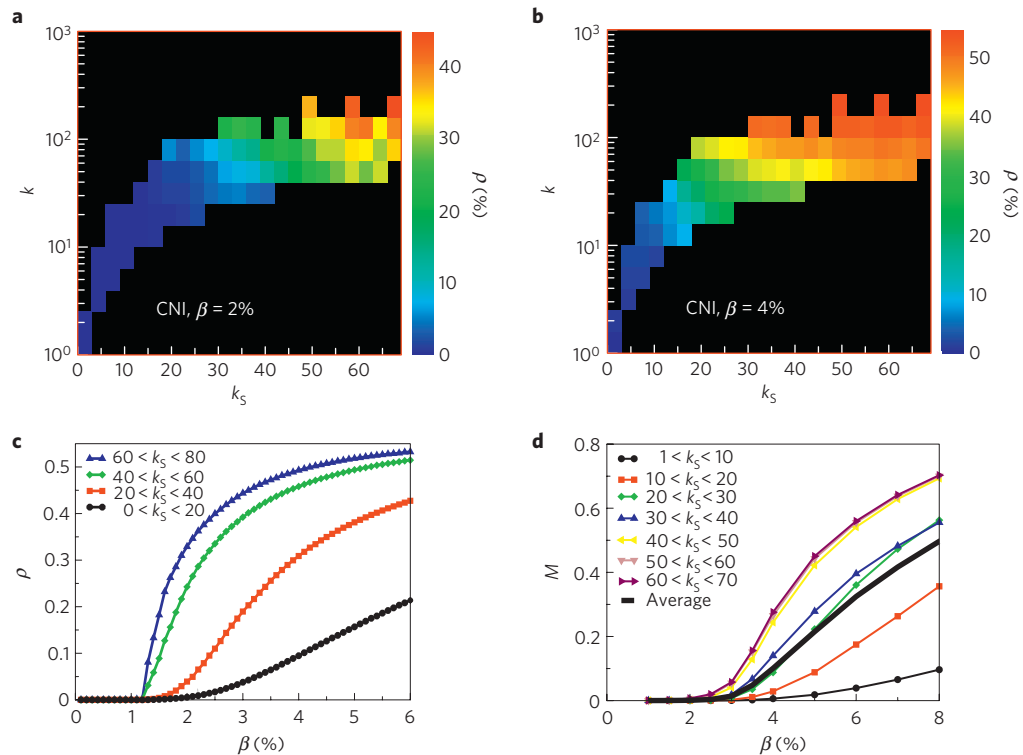 a
10³
10²
10¹
10⁰
k
CNI, β = 2%
0 10 20 30 40 50 60
kS
40
30
20
10
0
ρ (%)
b
10³
10²
10¹
10⁰
k
CNI, β = 4%
0 10 20 30 40 50 60
kS
50
40
30
20
10
0
ρ (%)
c
60 < kS < 80
40 < kS < 60
20 < kS < 40
0 < kS < 20
0.5
0.4
0.3
0.2
0.1
0
ρ
0 1 2 3 4 5 6
β (%)
d
1 < kS < 10
10 < kS < 20
20 < kS < 30
30 < kS < 40
40 < kS < 50
50 < kS < 60
60 < kS < 70
Average
0.8
0.6
0.4
0.2
0
M
0 2 4 6 8
β (%)